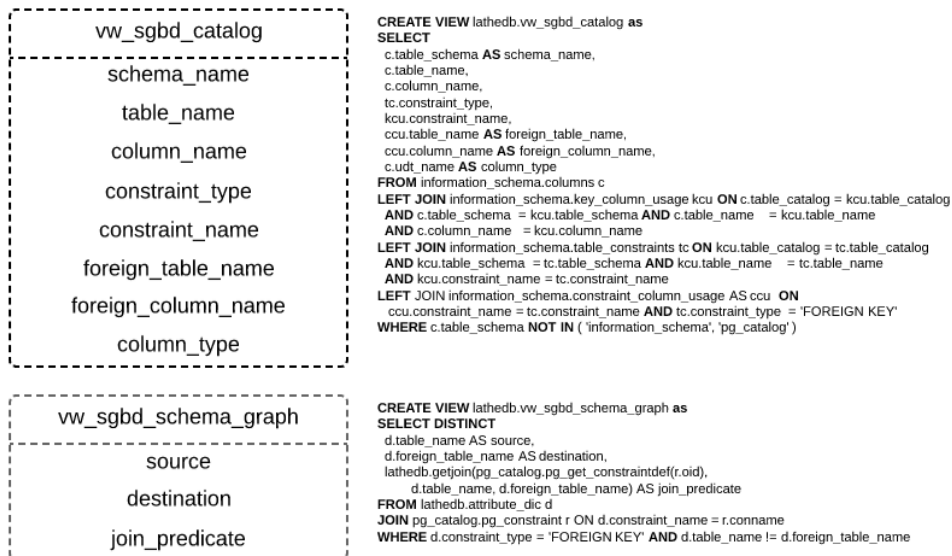 vw_sgbd_catalog
schema_name
table_name
column_name
constraint_type
constraint_name
foreign_table_name
foreign_column_name
column_type
CREATE VIEW lathedb.vw_sgbd_catalog as
SELECT
c.table_schema AS schema_name,
c.table_name,
c.column_name,
tc.constraint_type,
kcu.constraint_name,
ccu.table_name AS foreign_table_name,
ccu.column_name AS foreign_column_name,
c.udt_name AS column_type
FROM information_schema.columns c
LEFT JOIN information_schema.key_column_usage kcu ON c.table_catalog = kcu.table_catalog
AND c.table_schema = kcu.table_schema AND c.table_name = kcu.table_name
AND c.column_name = kcu.column_name
LEFT JOIN information_schema.table_constraints tc ON kcu.table_catalog = tc.table_catalog
AND kcu.table_schema = tc.table_schema AND kcu.table_name = tc.table_name
AND kcu.constraint_name = tc.constraint_name
LEFT JOIN information_schema.constraint_column_usage AS ccu ON
ccu.constraint_name = tc.constraint_name AND tc.constraint_type = 'FOREIGN KEY'
WHERE c.table_schema NOT IN ( 'information_schema', 'pg_catalog' )
vw_sgbd_schema_graph
source
destination
join_predicate
CREATE VIEW lathedb.vw_sgbd_schema_graph as
SELECT DISTINCT
d.table_name AS source,
d.foreign_table_name AS destination,
lathedb.getjoin(pg_catalog.pg_get_constraintdef(r.oid),
d.table_name, d.foreign_table_name) AS join_predicate
FROM lathedb.attribute_dic d
JOIN pg_catalog.pg_constraint r ON d.constraint_name = r.conname
WHERE d.constraint_type = 'FOREIGN KEY' AND d.table_name != d.foreign_table_name